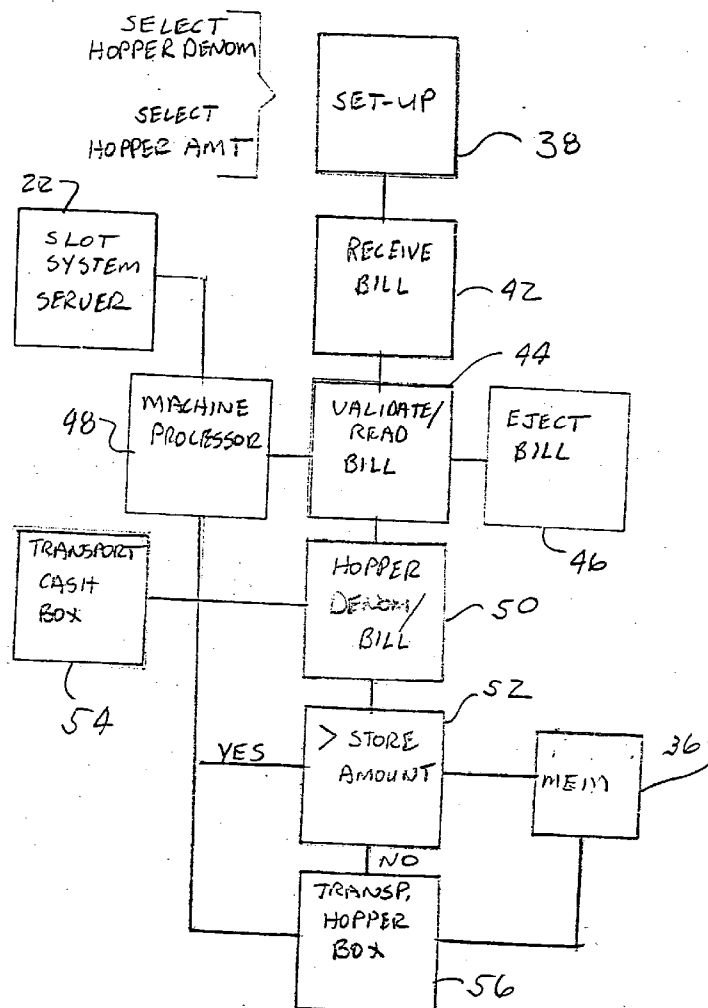 SELECT
HOPPER DENOM
SELECT
HOPPER AMT
SET-UP
38
22
SLOT
SYSTEM
SERVER
RECEIVE
BILL
42
44
MACHINE
PROCESSOR
48
VALIDATE/
READ
BILL
EJECT
BILL
46
TRANSPORT
CASH
BOX
54
HOPPER
DENOM/
BILL
50
52
YES
> STORE
AMOUNT
MEM
36
NO
TRANSP.
HOPPER
BOX
56